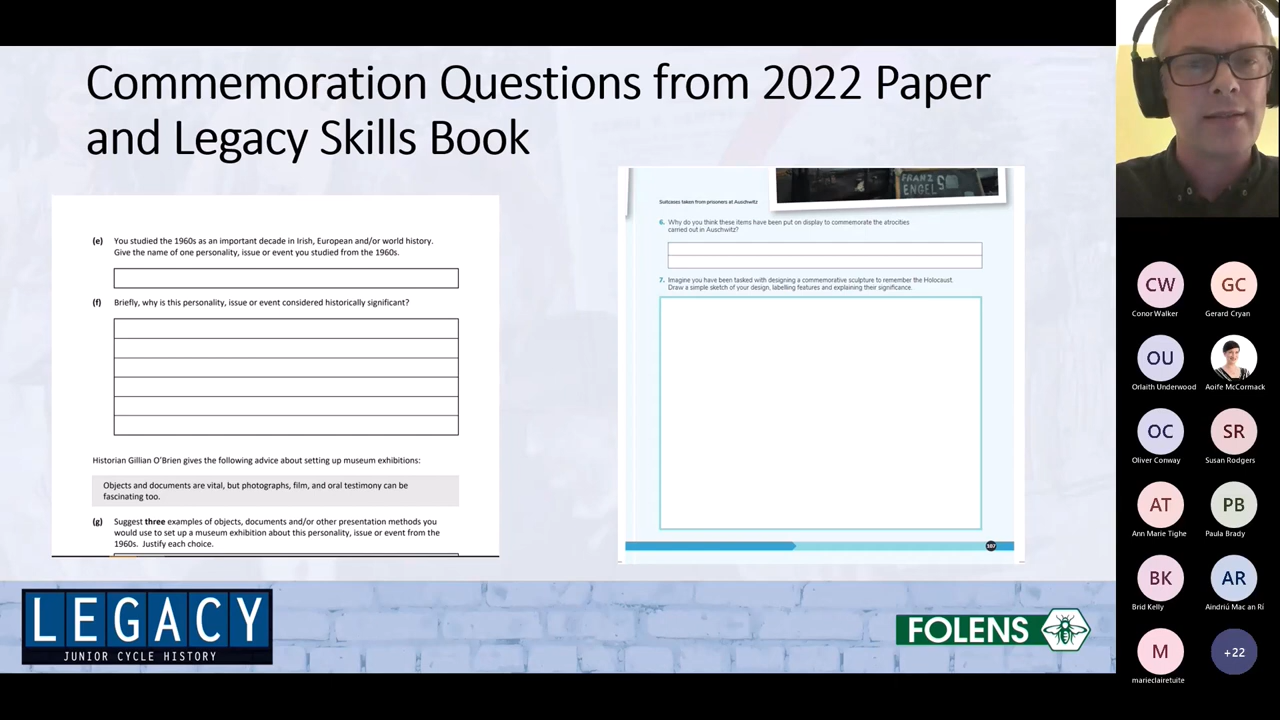 Commemoration Questions from 2022 Paper
and Legacy Skills Book
(e) You studied the 1960s as an important decade in Irish, European and/or world history.
Give the name of one personality, issue or event you studied from the 1960s.
(f) Briefly, why is this personality, issue or event considered historically significant?
Historian Gillian O'Brien gives the following advice about setting up museum exhibitions:
Objects and documents are vital, but photographs, film, and oral testimony can be
fascinating too.
(g) Suggest three examples of objects, documents and/or other presentation methods you
would use to set up a museum exhibition about this personality, issue or event from the
1960s. Justify each choice.
FRANZ
ENGEL
Suitcases taken from prisoners at Auschwitz
6. Why do you think these items have been put on display to commemorate the atrocities
carried out in Auschwitz?
7. Imagine you have been tasked with designing a commemorative sculpture to remember the Holocaust.
Draw a simple sketch of your design, labelling features and explaining their significance.
LEGACY
JUNIOR CYCLE HISTORY
FOLENS
CW GC
Conor Walker Gerard Cryan
OU
Orlaith Underwood Aoife McCormack
OC SR
Oliver Conway Susan Rodgers
AT PB
Ann Marie Tighe Paula Brady
BK AR
Brid Kelly Aindriú Mac an Rí
M +22
marieclairetuite